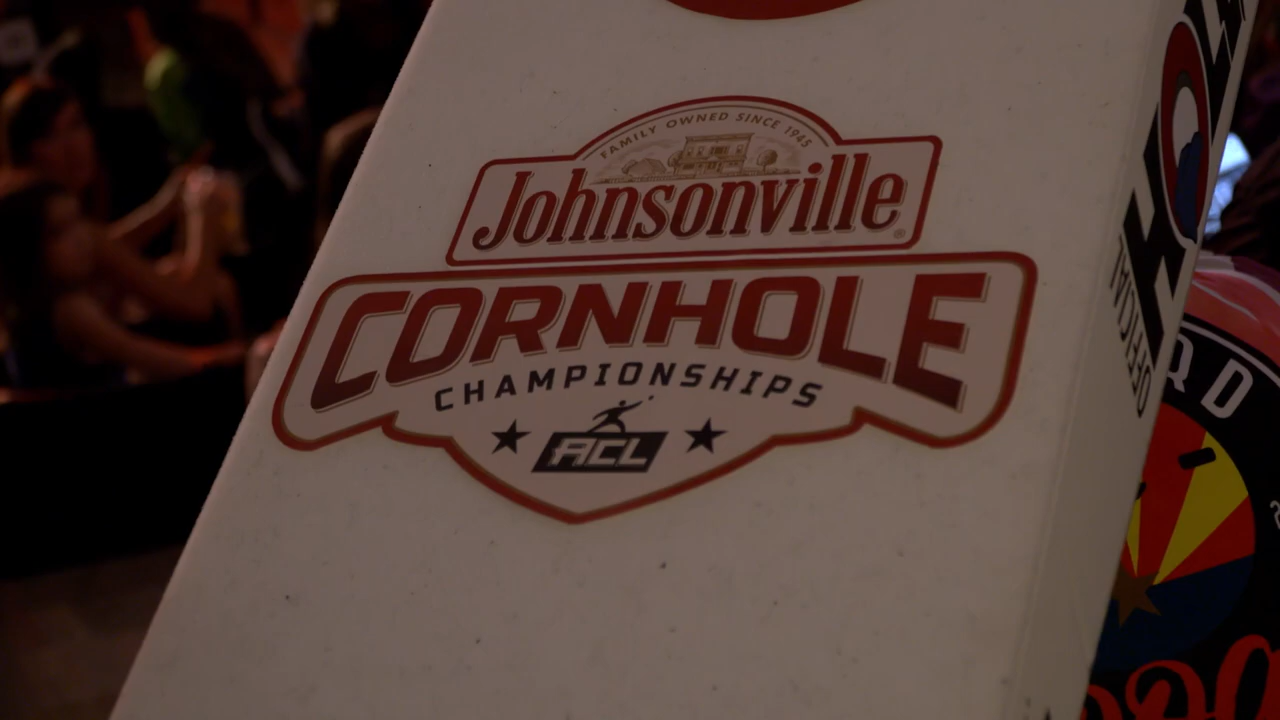 FAMILY OWNED SINCE 1945
Johnsonville®
CORNHOLE
CHAMPIONSHIPS
ACL
OFFICIAL